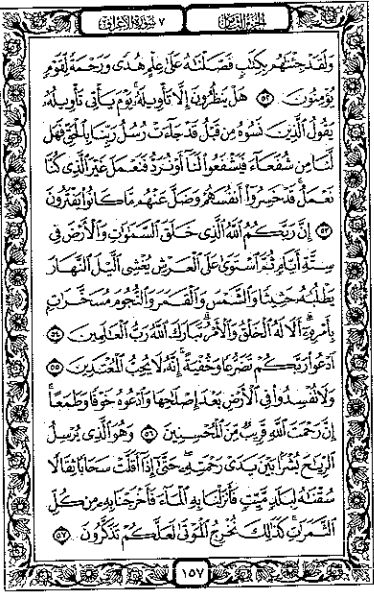 الجزء الثامن
٧ سورة الأعراف
وَلَقَدْ جِئْنَٰهُم بِكِتَٰبٍ فَصَّلْنَٰهُ عَلَىٰ عِلْمٍ هُدًى وَرَحْمَةً لِّقَوْمٍ
يُؤْمِنُونَ ٥٢ هَلْ يَنظُرُونَ إِلَّا تَأْوِيلَهُۥ يَوْمَ يَأْتِى تَأْوِيلُهُۥ
يَقُولُ ٱلَّذِينَ نَسُوهُ مِن قَبْلُ قَدْ جَآءَتْ رُسُلُ رَبِّنَا بِٱلْحَقِّ فَهَل
لَّنَا مِن شُفَعَآءَ فَيَشْفَعُوا۟ لَنَآ أَوْ نُرَدُّ فَنَعْمَلَ غَيْرَ ٱلَّذِى كُنَّا
نَعْمَلُ قَدْ خَسِرُوٓا۟ أَنفُسَهُمْ وَضَلَّ عَنْهُم مَّا كَانُوا۟ يَفْتَرُونَ
٥٣ إِنَّ رَبَّكُمُ ٱللَّهُ ٱلَّذِى خَلَقَ ٱلسَّمَٰوَٰتِ وَٱلْأَرْضَ فِى
سِتَّةِ أَيَّامٍ ثُمَّ ٱسْتَوَىٰ عَلَى ٱلْعَرْشِ يُغْشِى ٱلَّيْلَ ٱلنَّهَارَ
يَطْلُبُهُۥ حَثِيثًا وَٱلشَّمْسَ وَٱلْقَمَرَ وَٱلنُّجُومَ مُسَخَّرَٰتٍۭ
بِأَمْرِهِۦٓ أَلَا لَهُ ٱلْخَلْقُ وَٱلْأَمْرُ تَبَارَكَ ٱللَّهُ رَبُّ ٱلْعَٰلَمِينَ ٥٤
ٱدْعُوا۟ رَبَّكُمْ تَضَرُّعًا وَخُفْيَةً إِنَّهُۥ لَا يُحِبُّ ٱلْمُعْتَدِينَ ٥٥
وَلَا تُفْسِدُوا۟ فِى ٱلْأَرْضِ بَعْدَ إِصْلَٰحِهَا وَٱدْعُوهُ خَوْفًا وَطَمَعًا
إِنَّ رَحْمَتَ ٱللَّهِ قَرِيبٌ مِّنَ ٱلْمُحْسِنِينَ ٥٦ وَهُوَ ٱلَّذِى يُرْسِلُ
ٱلرِّيَٰحَ بُشْرًۢا بَيْنَ يَدَىْ رَحْمَتِهِۦ حَتَّىٰٓ إِذَآ أَقَلَّتْ سَحَابًا ثِقَالًا
سُقْنَٰهُ لِبَلَدٍ مَّيِّتٍ فَأَنزَلْنَا بِهِ ٱلْمَآءَ فَأَخْرَجْنَا بِهِۦ مِن كُلِّ
ٱلثَّمَرَٰتِ كَذَٰلِكَ نُخْرِجُ ٱلْمَوْتَىٰ لَعَلَّكُمْ تَذَكَّرُونَ ٥٧
١٥٧